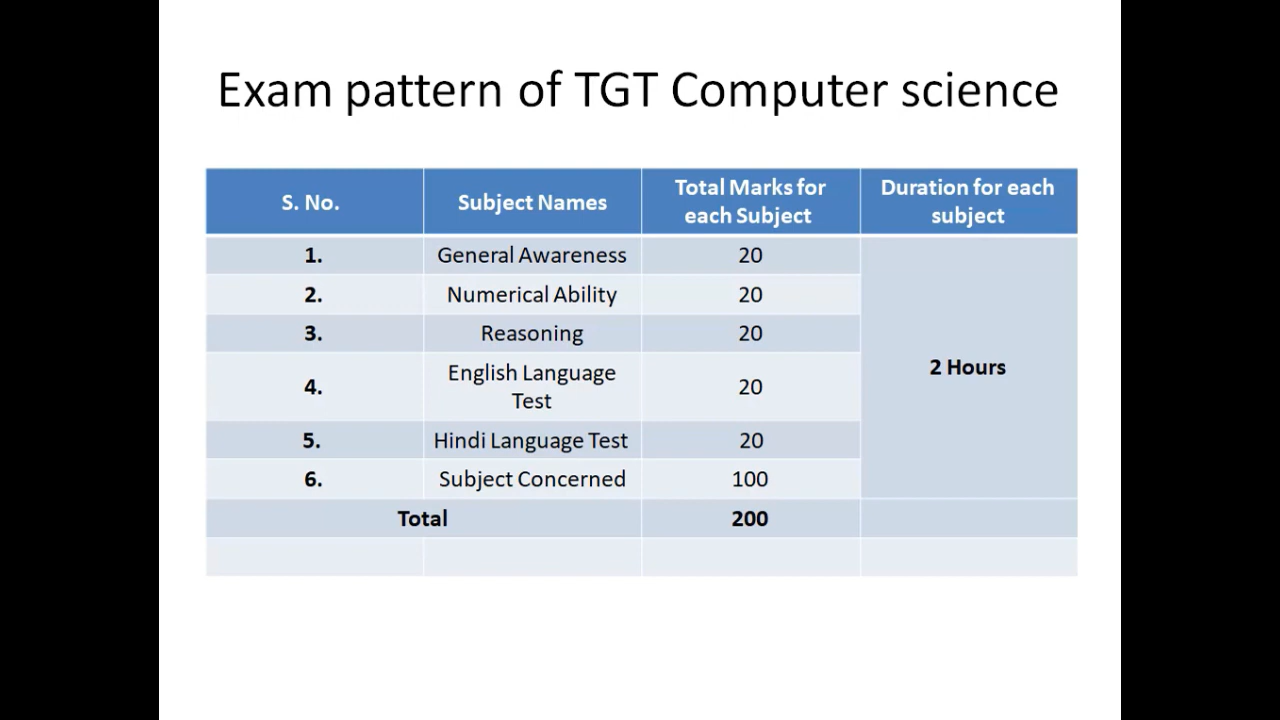 Exam pattern of TGT Computer science
S. No. Subject Names Total Marks for each Subject Duration for each subject
1. General Awareness 20 2 Hours
2. Numerical Ability 20
3. Reasoning 20
4. English Language Test 20
5. Hindi Language Test 20
6. Subject Concerned 100
Total 200